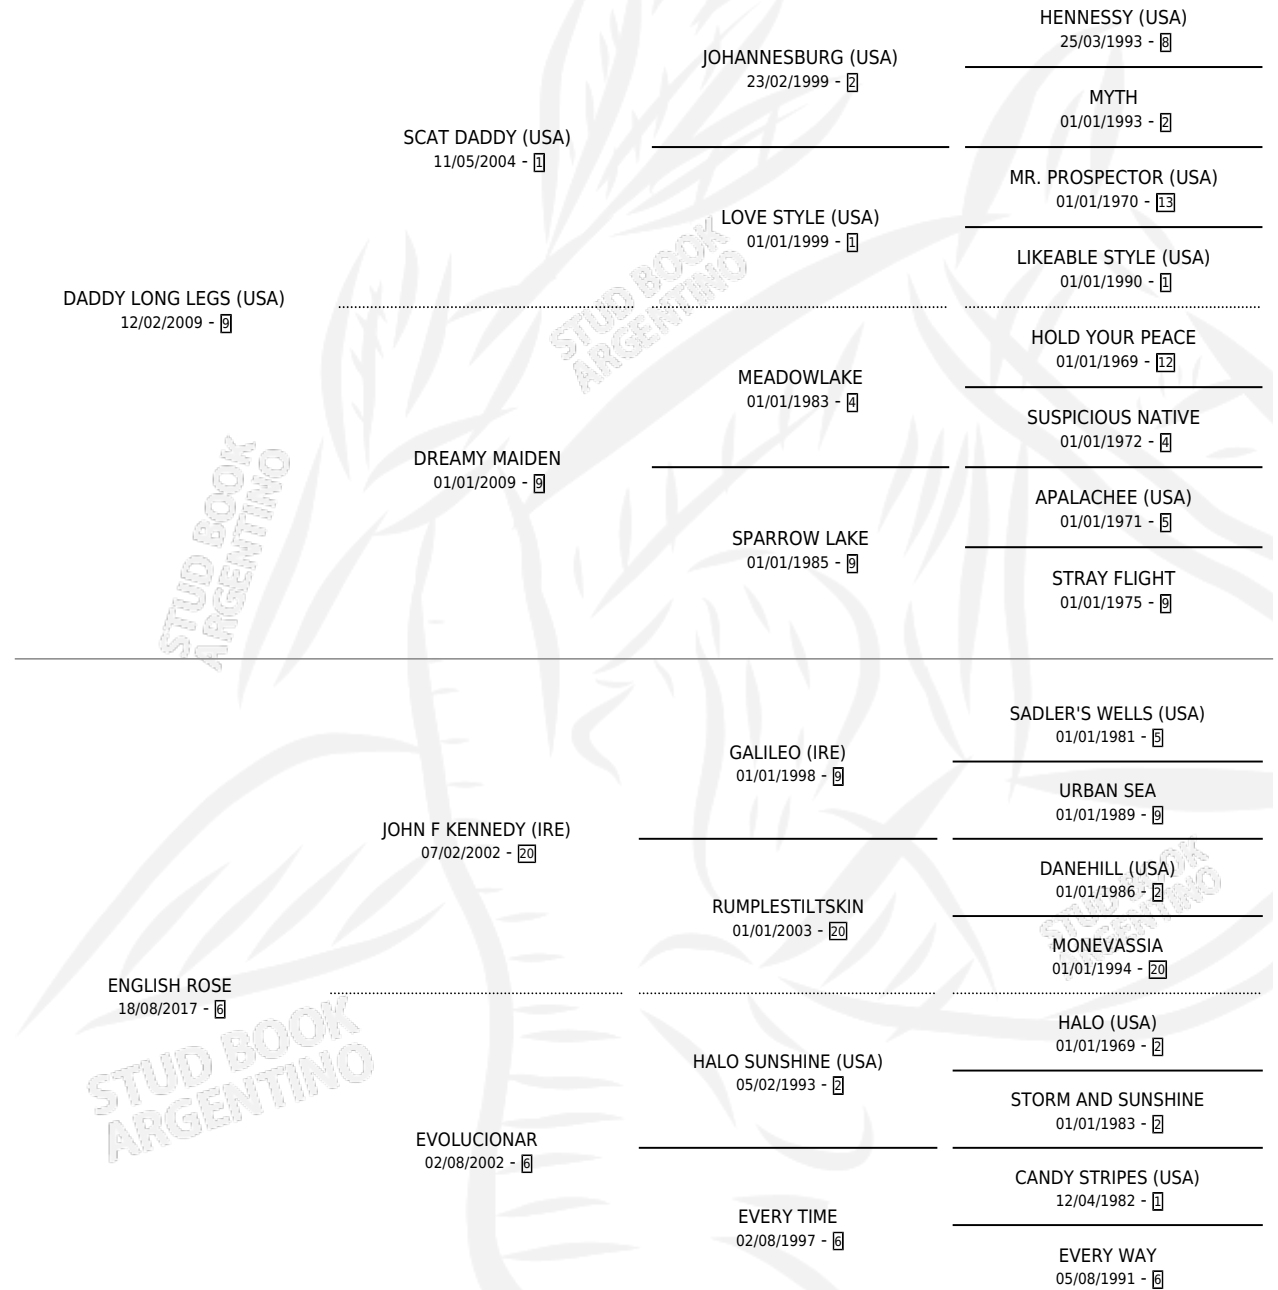 HENNESSY (USA)
25/03/1993 - 8
JOHANNESBURG (USA)
23/02/1999 - 2
MYTH
01/01/1993 - 2
SCAT DADDY (USA)
11/05/2004 - 1
MR. PROSPECTOR (USA)
01/01/1970 - 13
LOVE STYLE (USA)
01/01/1999 - 1
LIKEABLE STYLE (USA)
01/01/1990 - 1
DADDY LONG LEGS (USA)
12/02/2009 - 9
STUD BOOK
ARGENTINO
HOLD YOUR PEACE
01/01/1969 - 12
MEADOWLAKE
01/01/1983 - 4
SUSPICIOUS NATIVE
01/01/1972 - 4
DREAMY MAIDEN
01/01/2009 - 9
APALACHEE (USA)
01/01/1971 - 5
SPARROW LAKE
01/01/1985 - 9
STRAY FLIGHT
01/01/1975 - 9
STUD BOOK
ARGENTINO
SADLER'S WELLS (USA)
01/01/1981 - 5
GALILEO (IRE)
01/01/1998 - 9
URBAN SEA
01/01/1989 - 9
JOHN F KENNEDY (IRE)
07/02/2002 - 20
DANEHILL (USA)
01/01/1986 - 2
RUMPLESTILTSKIN
01/01/2003 - 20
MONEVASSIA
01/01/1994 - 20
STUD BOOK
ARGENTINO
ENGLISH ROSE
18/08/2017 - 6
HALO (USA)
01/01/1969 - 2
HALO SUNSHINE (USA)
05/02/1993 - 2
STORM AND SUNSHINE
01/01/1983 - 2
STUD BOOK
ARGENTINO
EVOLUCIONAR
02/08/2002 - 6
CANDY STRIPES (USA)
12/04/1982 - 1
EVERY TIME
02/08/1997 - 6
EVERY WAY
05/08/1991 - 6